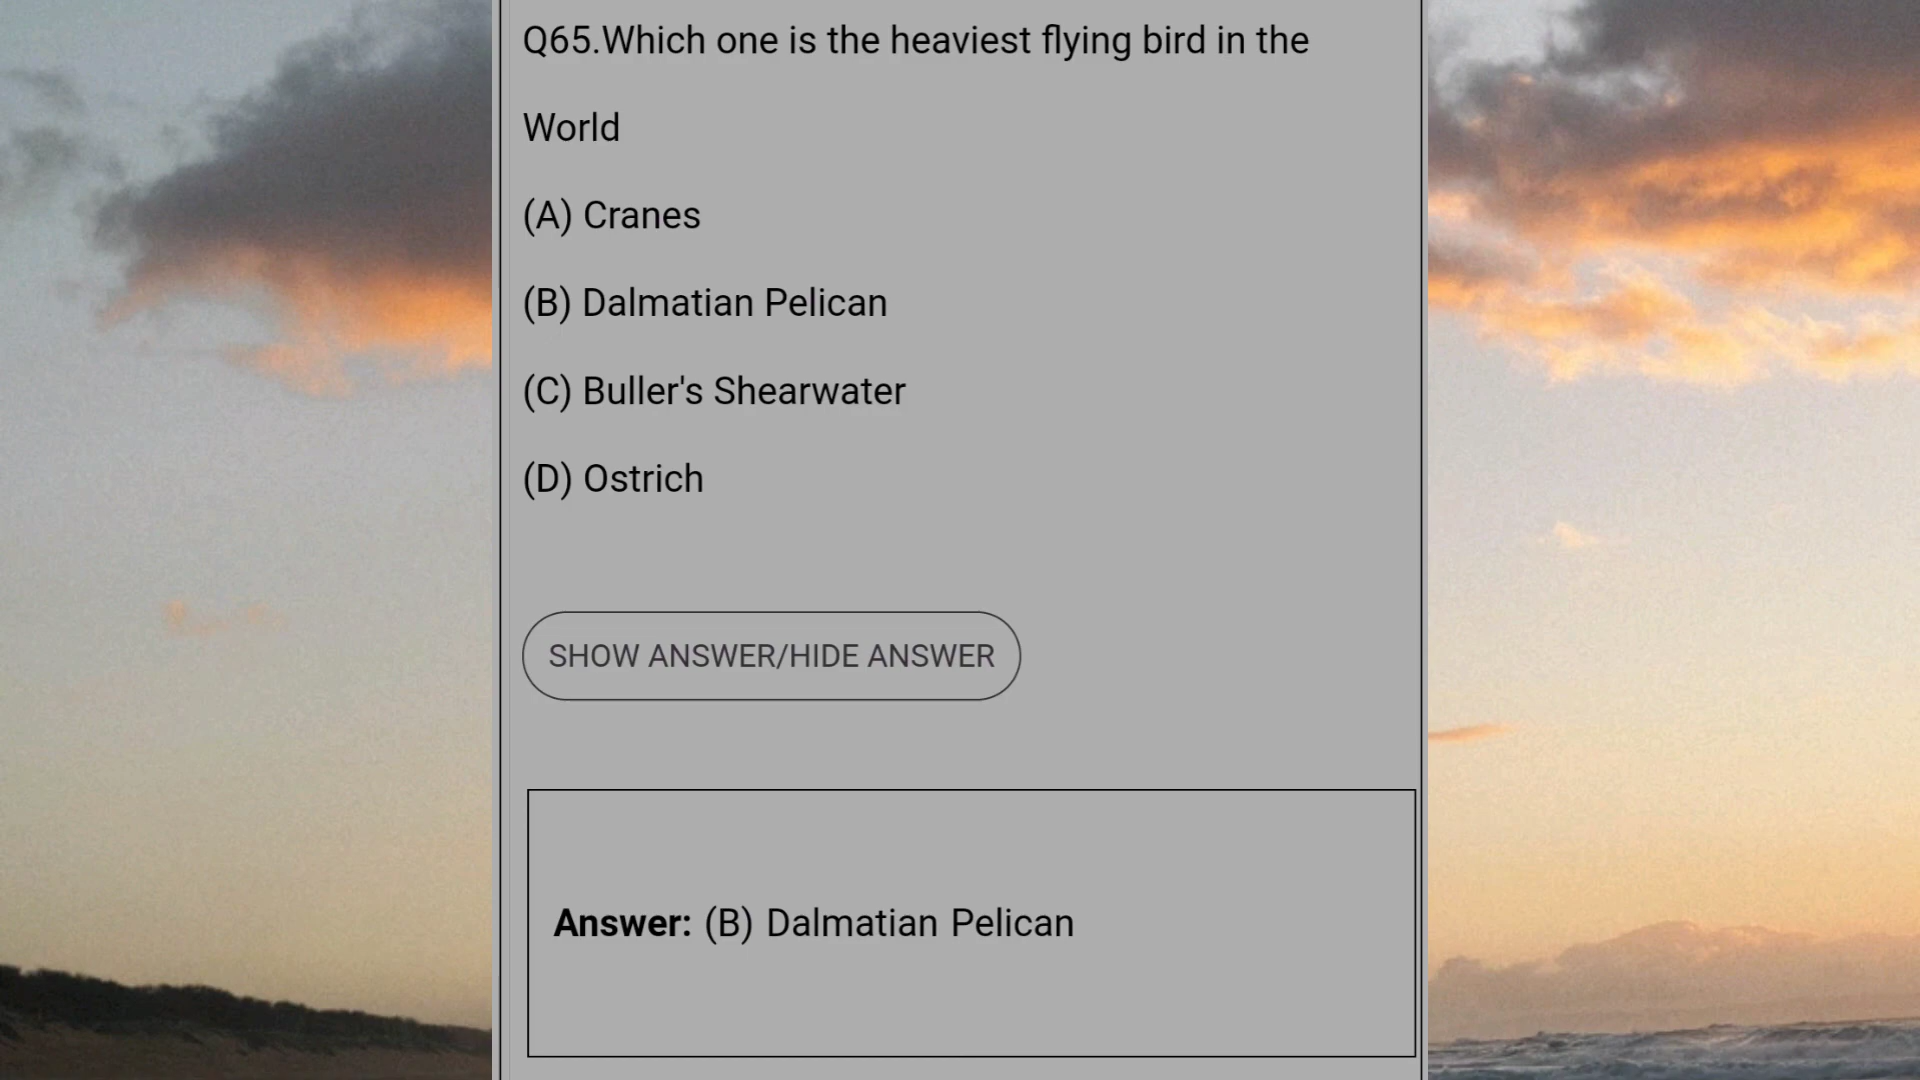 Q65.Which one is the heaviest flying bird in the
World
(A) Cranes
(B) Dalmatian Pelican
(C) Buller's Shearwater
(D) Ostrich
SHOW ANSWER/HIDE ANSWER
Answer: (B) Dalmatian Pelican